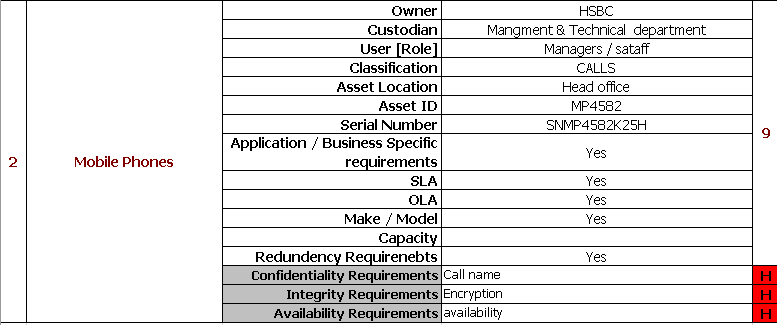 Owner HSBC
Custodian Mangment & Technical department
User [Role] Managers / sataff
Classification CALLS
Asset Location Head office
Asset ID MP4582
Serial Number SNMP4582K25H
Application / Business Specific
requirements Yes
2 Mobile Phones 9
SLA Yes
OLA Yes
Make / Model Yes
Capacity
Redundency Requirenebts Yes
Confidentiality Requirements Call name H
Integrity Requirements Encryption H
Availability Requirements availability H